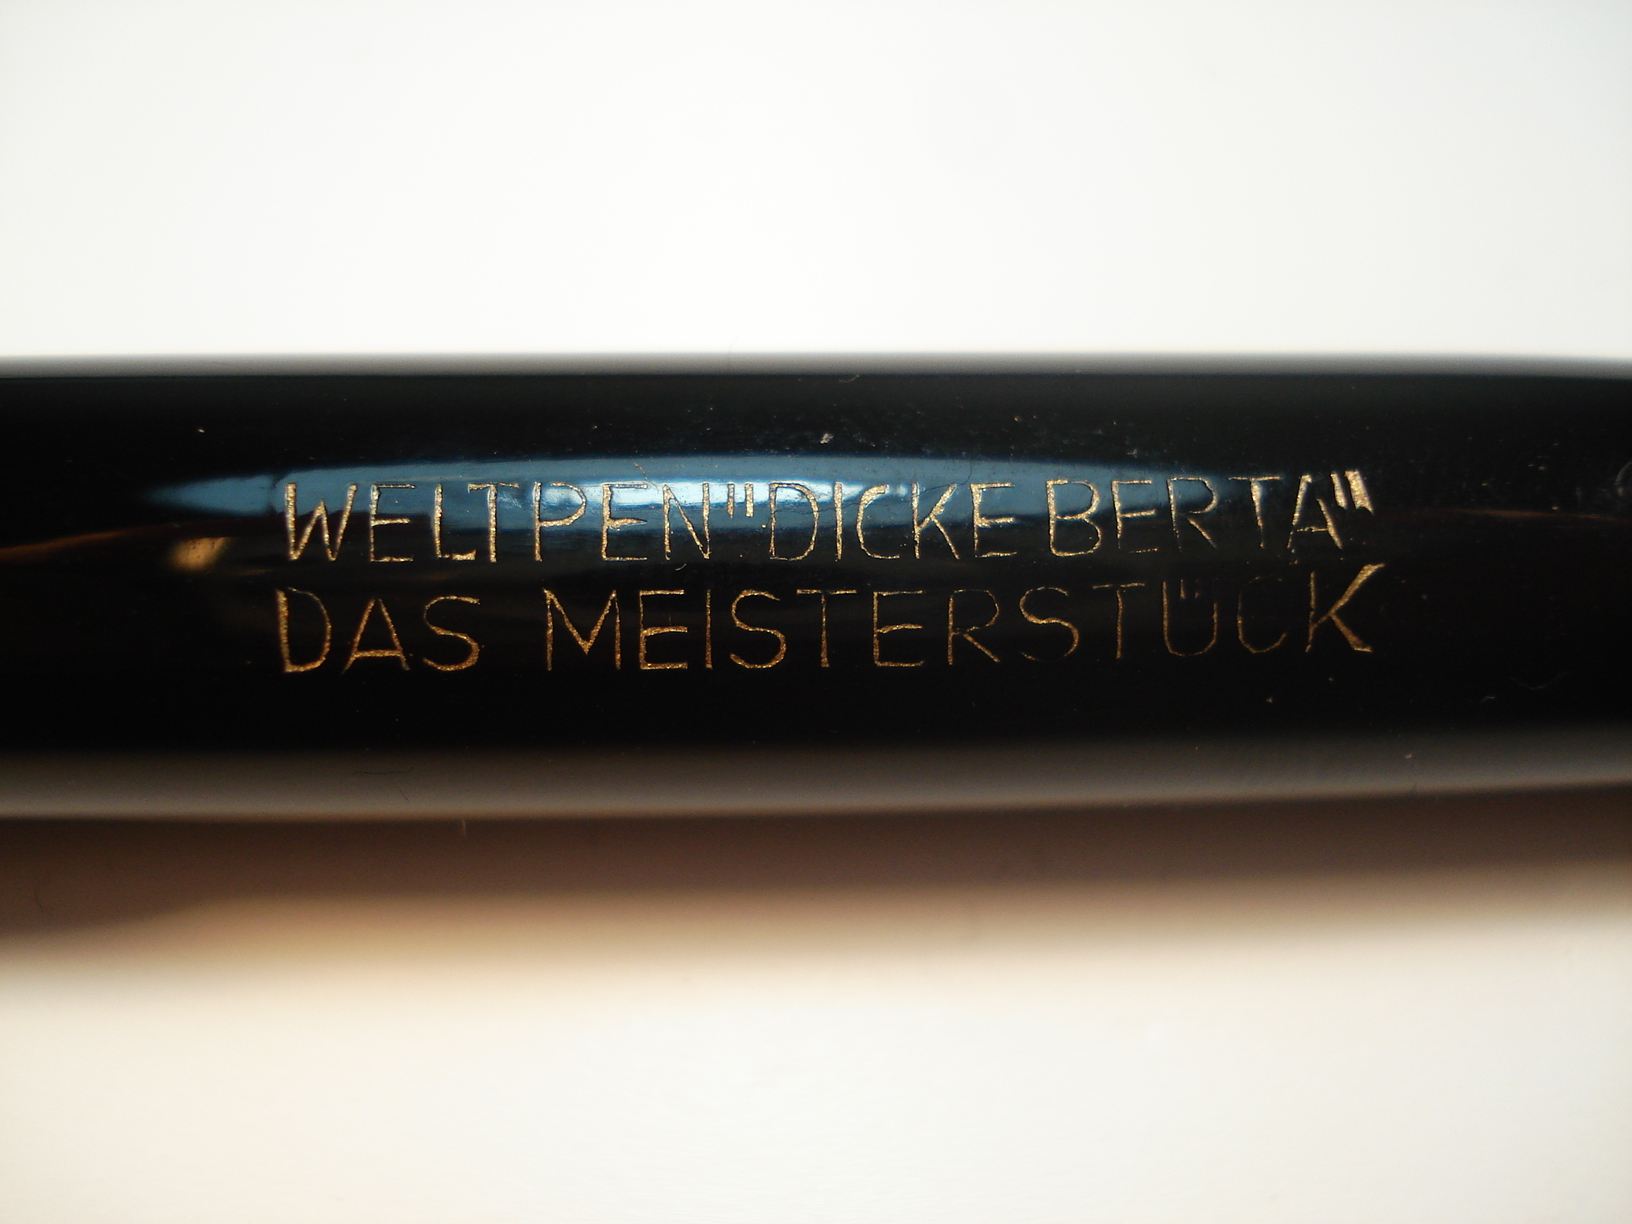 WELTPEN "DICKE BERTA"
DAS MEISTERSTÜCK